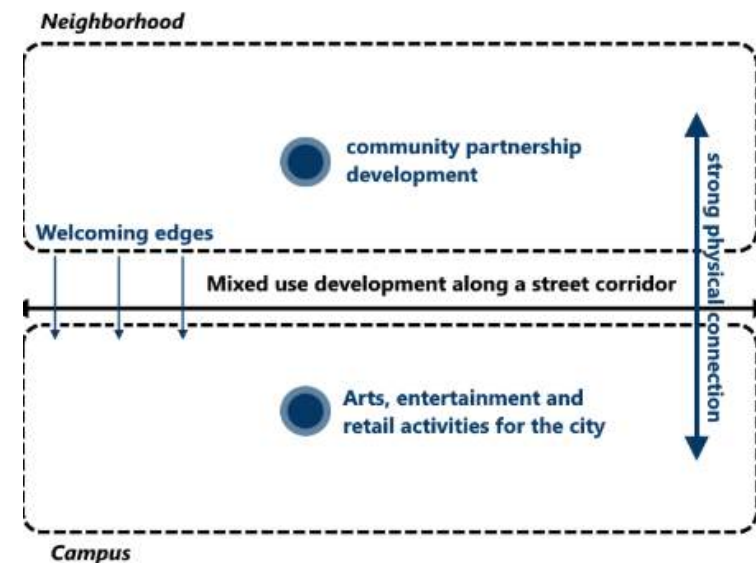 Neighborhood
community partnership
development
strong physical connection
Welcoming edges
Mixed use development along a street corridor
Arts, entertainment and
retail activities for the city
Campus